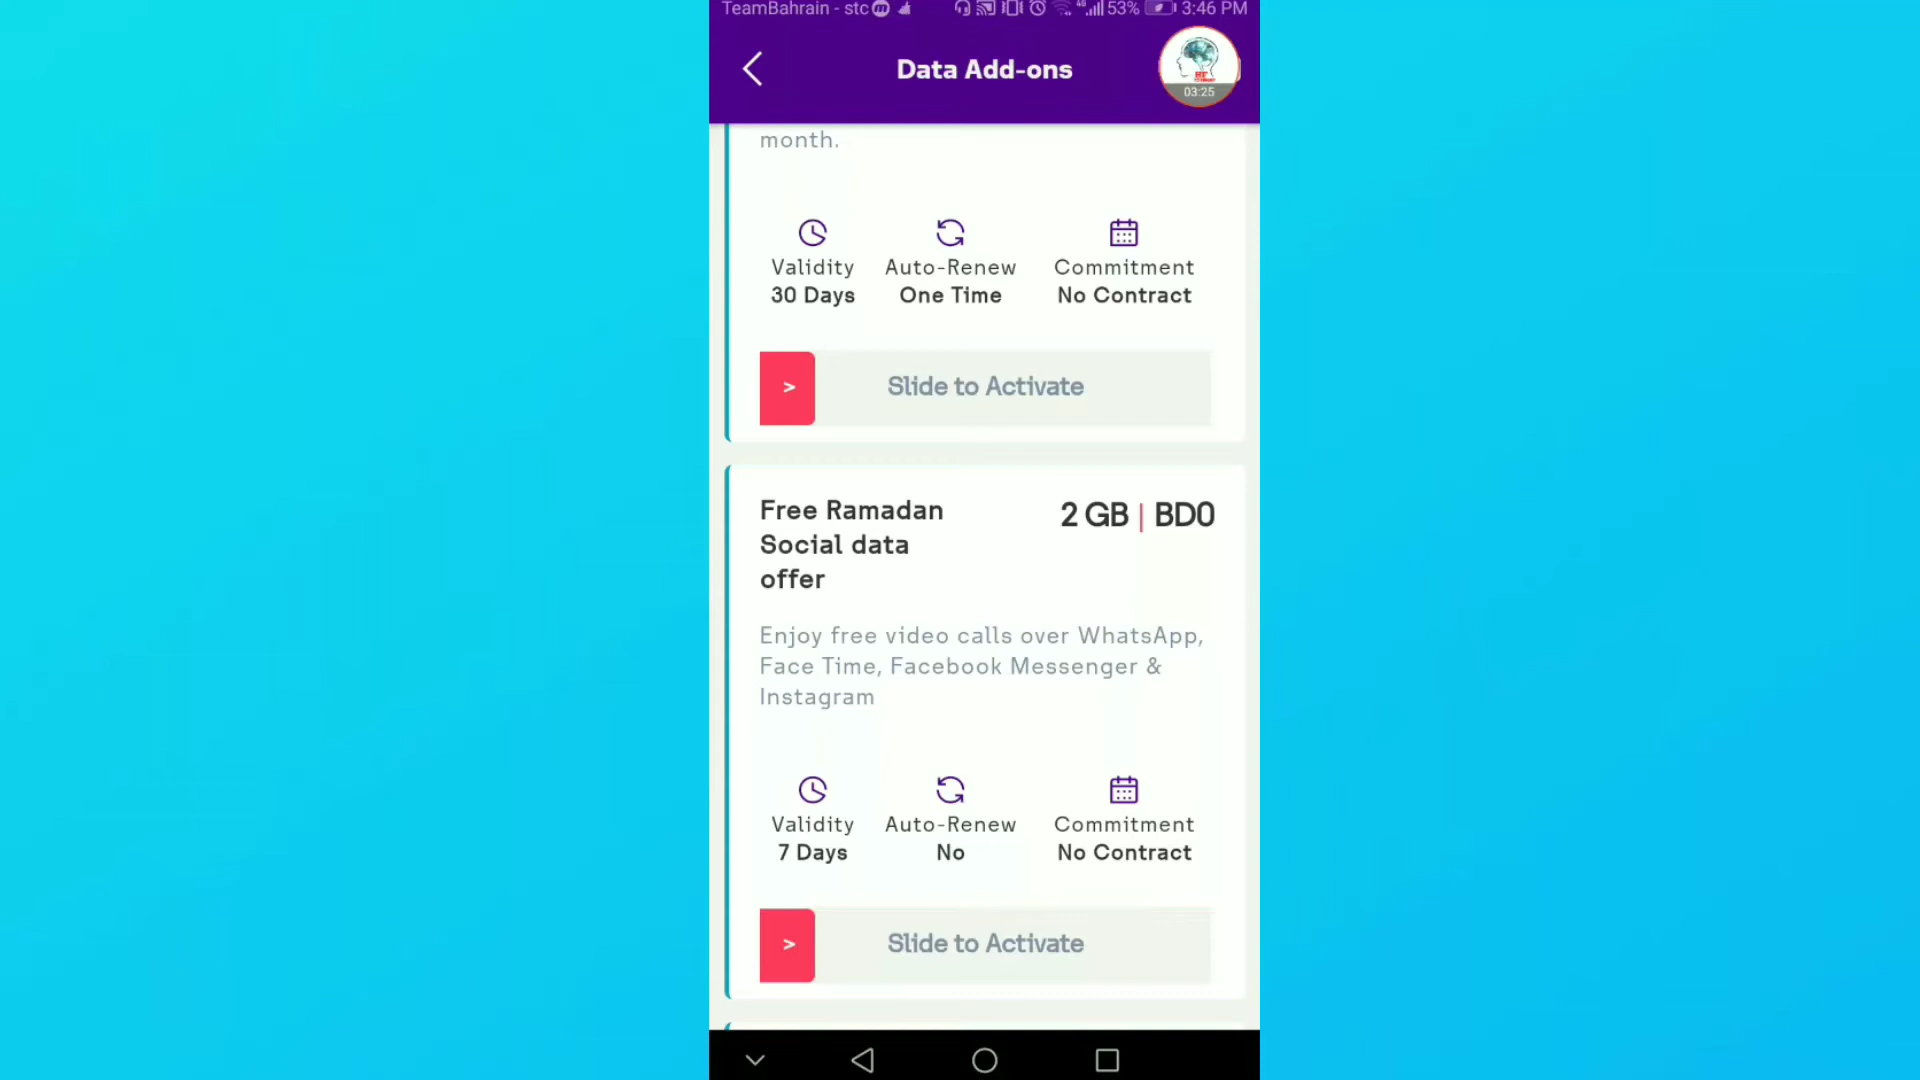 TeamBahrain - stc 53% 3:46 PM
Data Add-ons
03:25
month.
Validity Auto-Renew Commitment
30 Days One Time No Contract
> Slide to Activate
Free Ramadan 2 GB | BD0
Social data
offer
Enjoy free video calls over WhatsApp,
Face Time, Facebook Messenger &
Instagram
Validity Auto-Renew Commitment
7 Days No No Contract
> Slide to Activate